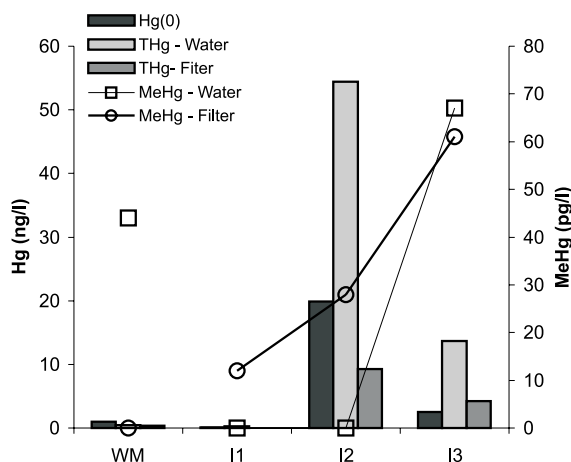 Hg(0)
THg - Water
THg- Fiter
MeHg - Water
MeHg - Filter
60
50
40
30
20
10
0
Hg (ng/l)
80
70
60
50
40
30
20
10
0
MeHg (pg/l)
WM I1 I2 I3